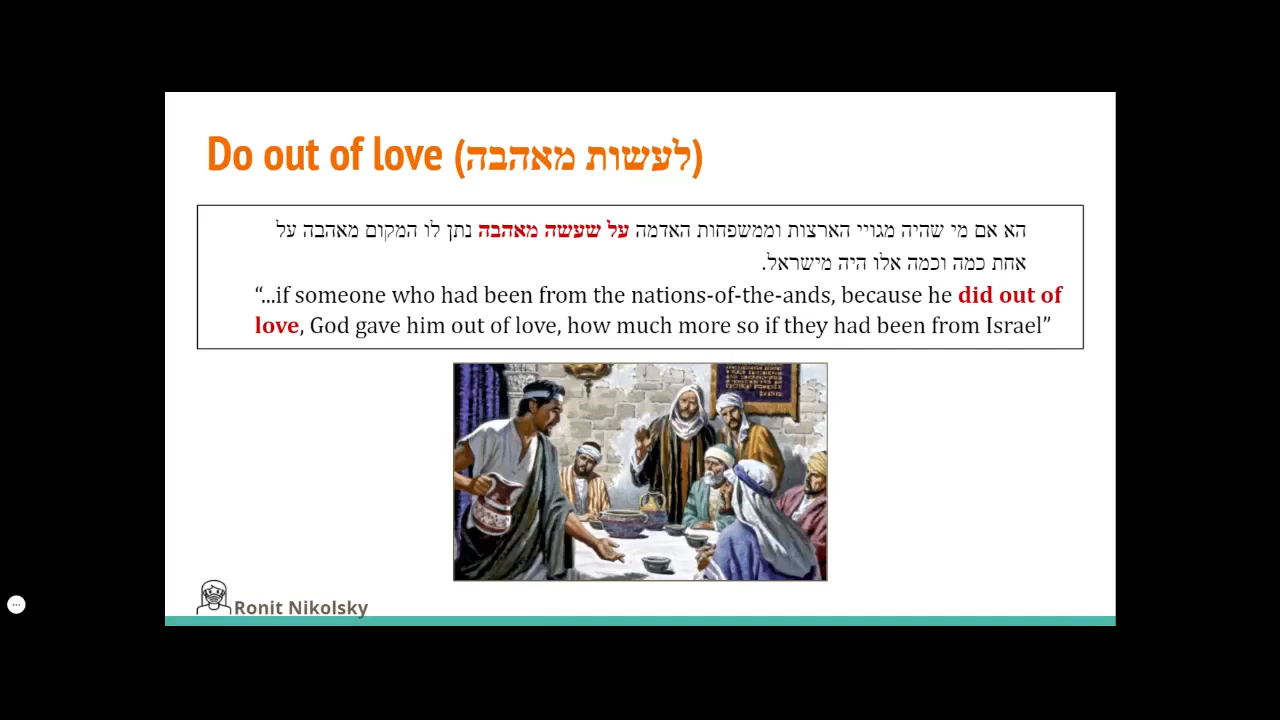 Do out of love (לעשות מאהבה)
הא אם מי שהיה מגויי הארצות וממשפחות האדמה על שעשה מאהבה נתן לו המקום מאהבה על
אחת כמה וכמה אלו היה מישראל.
“...if someone who had been from the nations-of-the-ands, because he did out of
love, God gave him out of love, how much more so if they had been from Israel”
Ronit Nikolsky